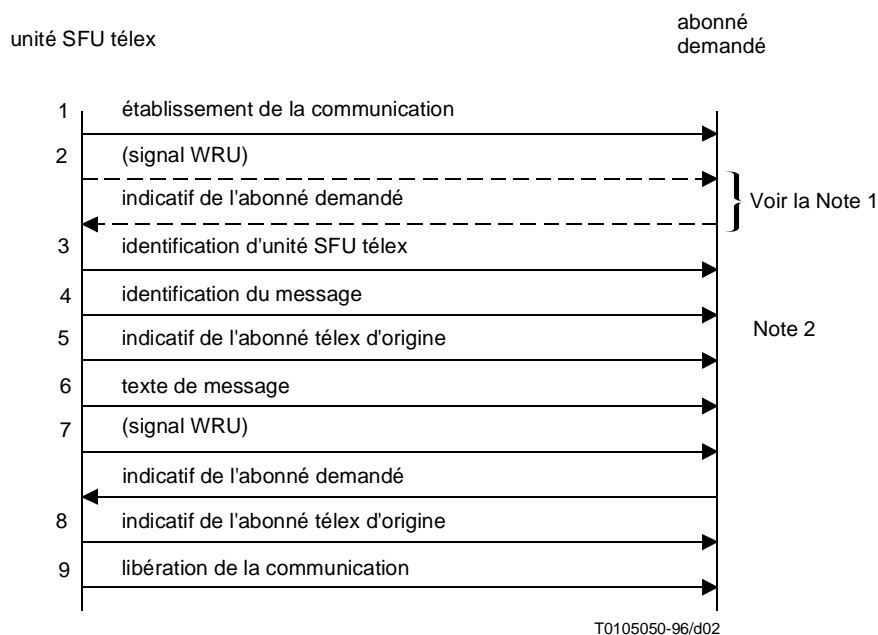 unité SFU télex
abonné
demandé
1 établissement de la communication
2 (signal WRU)
indicatif de l'abonné demandé
Voir la Note 1
3 identification d'unité SFU télex
4 identification du message
5 indicatif de l'abonné télex d'origine
Note 2
6 texte de message
7 (signal WRU)
indicatif de l'abonné demandé
8 indicatif de l'abonné télex d'origine
9 libération de la communication
T0105050-96/d02